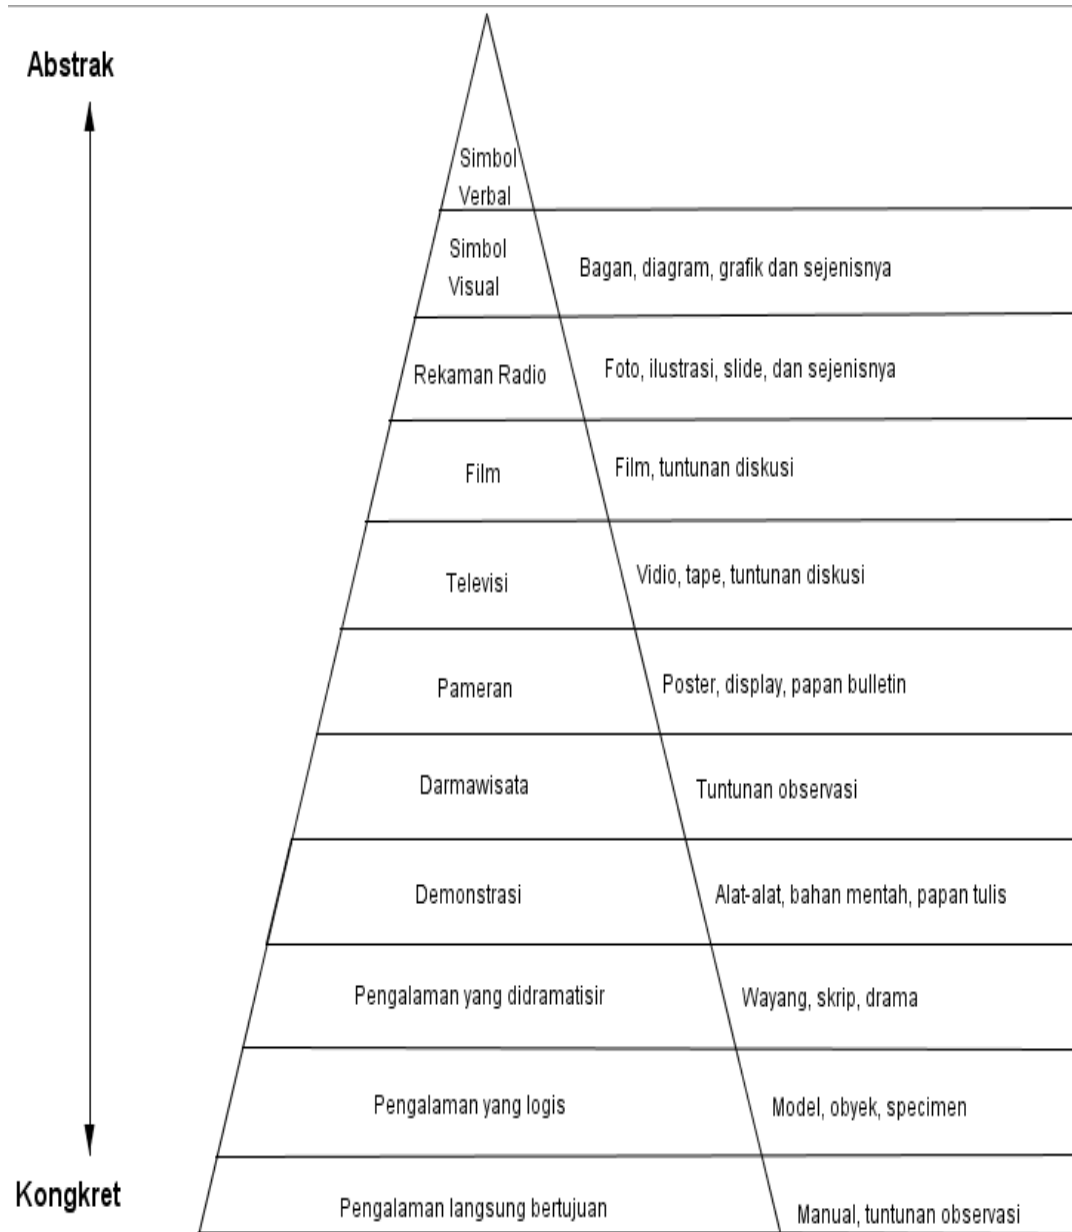 Abstrak
Simbol
Verbal
Simbol
Visual
Bagan, diagram, grafik dan sejenisnya
Rekaman Radio
Foto, ilustrasi, slide, dan sejenisnya
Film
Film, tuntunan diskusi
Televisi
Vidio, tape, tuntunan diskusi
Pameran
Poster, display, papan bulletin
Darmawisata
Tuntunan observasi
Demonstrasi
Alat-alat, bahan mentah, papan tulis
Pengalaman yang didramatisir
Wayang, skrip, drama
Pengalaman yang logis
Model, obyek, specimen
Kongkret
Pengalaman langsung bertujuan
Manual, tuntunan observasi